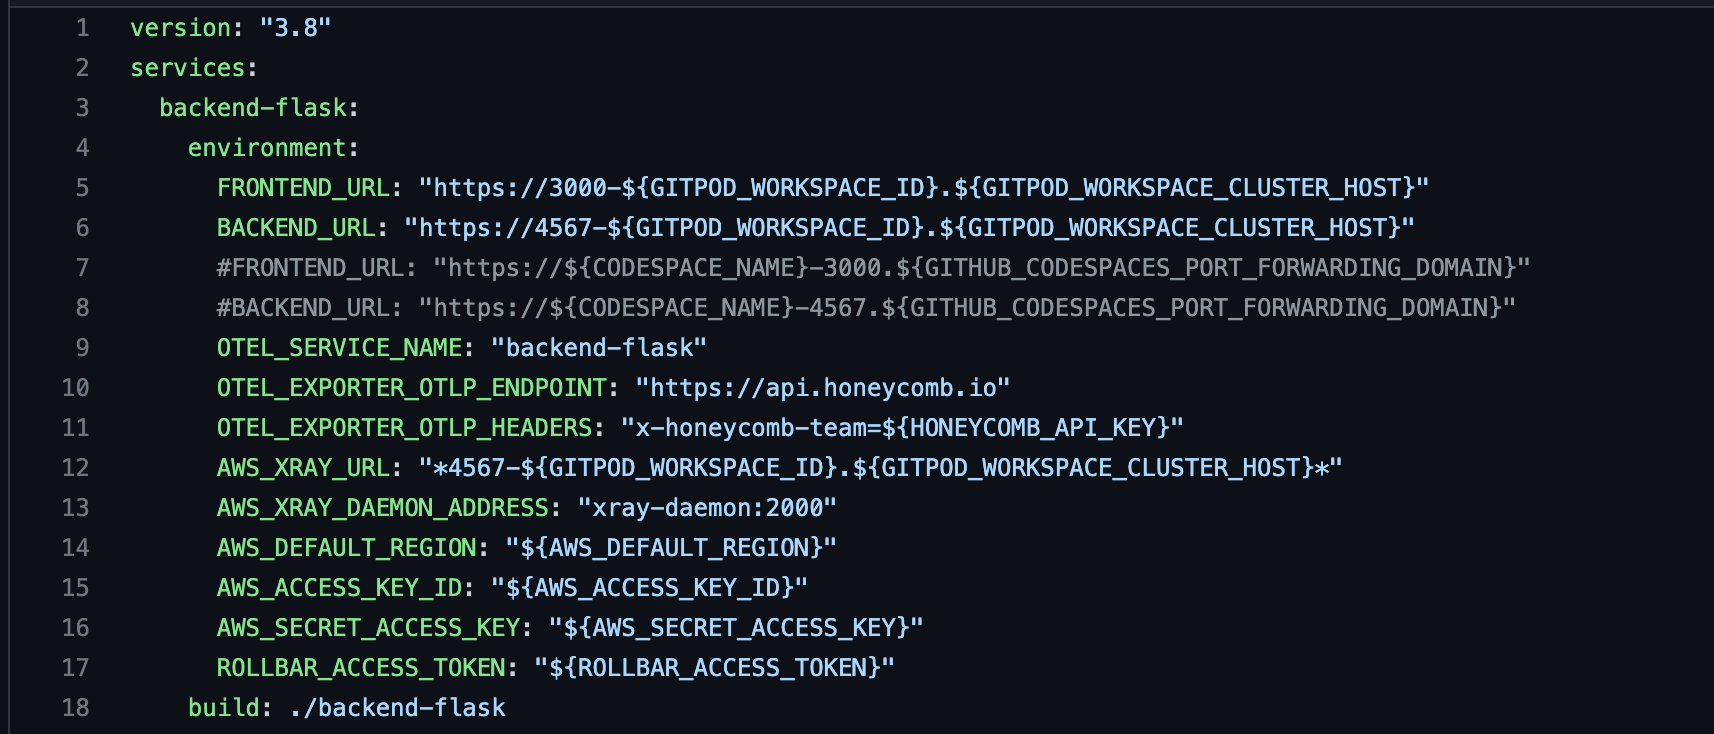 1 version: "3.8"
2 services:
3   backend-flask:
4     environment:
5       FRONTEND_URL: "https://3000-${GITPOD_WORKSPACE_ID}.${GITPOD_WORKSPACE_CLUSTER_HOST}"
6       BACKEND_URL: "https://4567-${GITPOD_WORKSPACE_ID}.${GITPOD_WORKSPACE_CLUSTER_HOST}"
7       #FRONTEND_URL: "https://${CODESPACE_NAME}-3000.${GITHUB_CODESPACES_PORT_FORWARDING_DOMAIN}"
8       #BACKEND_URL: "https://${CODESPACE_NAME}-4567.${GITHUB_CODESPACES_PORT_FORWARDING_DOMAIN}"
9       OTEL_SERVICE_NAME: "backend-flask"
10       OTEL_EXPORTER_OTLP_ENDPOINT: "https://api.honeycomb.io"
11       OTEL_EXPORTER_OTLP_HEADERS: "x-honeycomb-team=${HONEYCOMB_API_KEY}"
12       AWS_XRAY_URL: "*4567-${GITPOD_WORKSPACE_ID}.${GITPOD_WORKSPACE_CLUSTER_HOST}*"
13       AWS_XRAY_DAEMON_ADDRESS: "xray-daemon:2000"
14       AWS_DEFAULT_REGION: "${AWS_DEFAULT_REGION}"
15       AWS_ACCESS_KEY_ID: "${AWS_ACCESS_KEY_ID}"
16       AWS_SECRET_ACCESS_KEY: "${AWS_SECRET_ACCESS_KEY}"
17       ROLLBAR_ACCESS_TOKEN: "${ROLLBAR_ACCESS_TOKEN}"
18     build: ./backend-flask